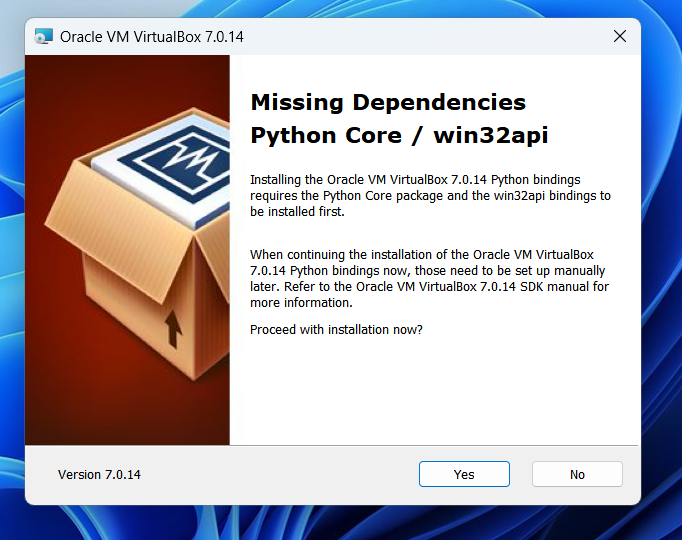 Oracle VM VirtualBox 7.0.14
Missing Dependencies
Python Core / win32api
Installing the Oracle VM VirtualBox 7.0.14 Python bindings
requires the Python Core package and the win32api bindings to
be installed first.
When continuing the installation of the Oracle VM VirtualBox
7.0.14 Python bindings now, those need to be set up manually
later. Refer to the Oracle VM VirtualBox 7.0.14 SDK manual for
more information.
Proceed with installation now?
Version 7.0.14
Yes
No